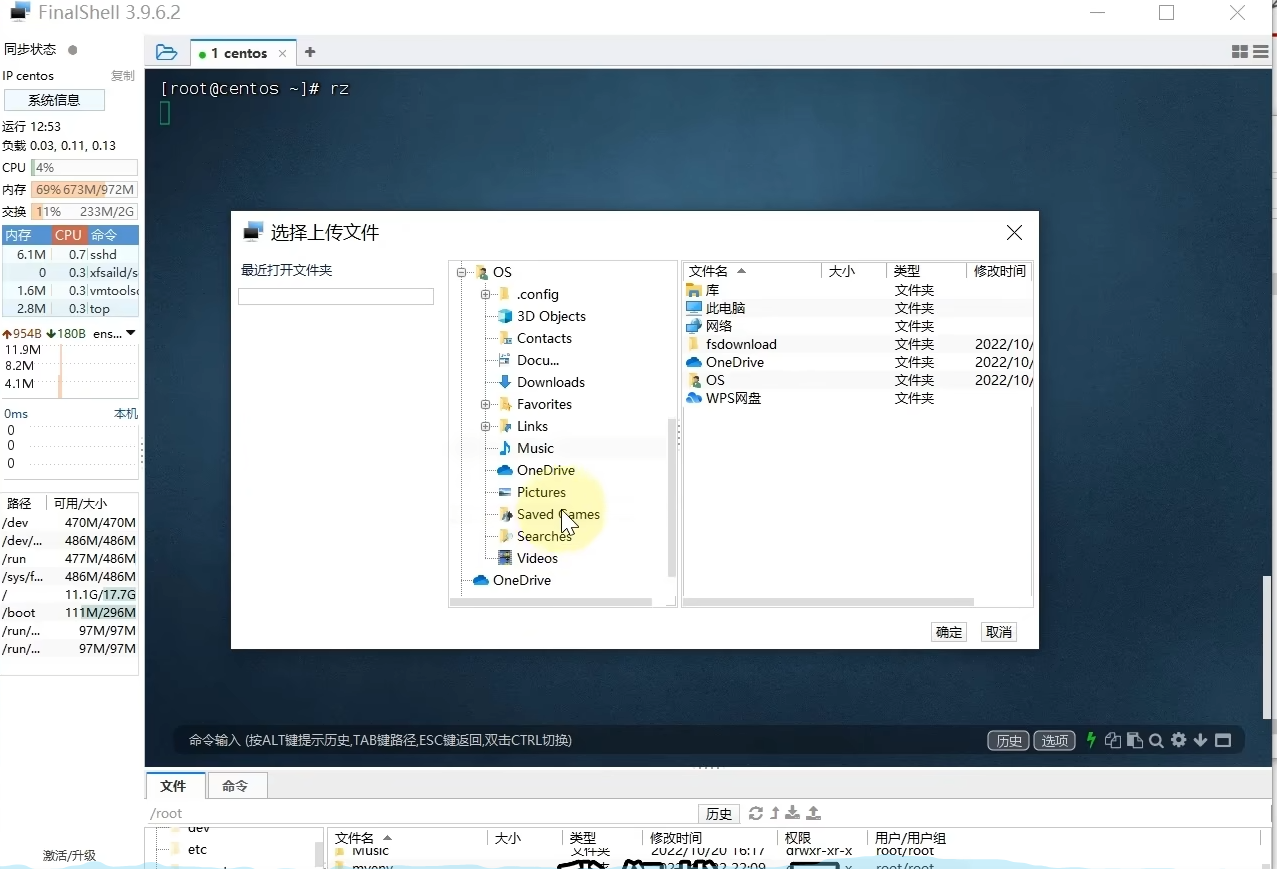 FinalShell 3.9.6.2
同步状态
IP centos 复制
系统信息
运行 12:53
负载 0.03, 0.11, 0.13
CPU 4%
内存 69% 673M/972M
交换 11% 233M/2G
内存 CPU 命令
6.1M 0.7 sshd
0 0.3 xfsaild/s
1.6M 0.3 vmtoolsc
2.8M 0.3 top
954B 180B ens...
11.9M
8.2M
4.1M
0ms 本机
0
0
0
路径 可用/大小
/dev 470M/470M
/dev/... 486M/486M
/run 477M/486M
/sys/f... 486M/486M
/ 11.1G/17.7G
/boot 111M/296M
/run/... 97M/97M
/run/... 97M/97M
激活/升级
1 centos
[root@centos ~]# rz
选择上传文件
最近打开文件夹
OS
.config
3D Objects
Contacts
Docu...
Downloads
Favorites
Links
Music
OneDrive
Pictures
Saved Games
Searches
Videos
OneDrive
文件名 大小 类型 修改时间
库 文件夹
此电脑 文件夹
网络 文件夹
fsdownload 文件夹 2022/10/
OneDrive 文件夹 2022/10/
OS 文件夹 2022/10/
WPS网盘 文件夹
确定 取消
命令输入 (按ALT键提示历史,TAB键路径,ESC键返回,双击CTRL切换)
历史 选项
文件 命令
/root 历史
dev
etc
文件名 大小 类型 修改时间 权限 用户/用户组
Music 文件夹 2022/10/20 16:17 drwxr-xr-x root/root